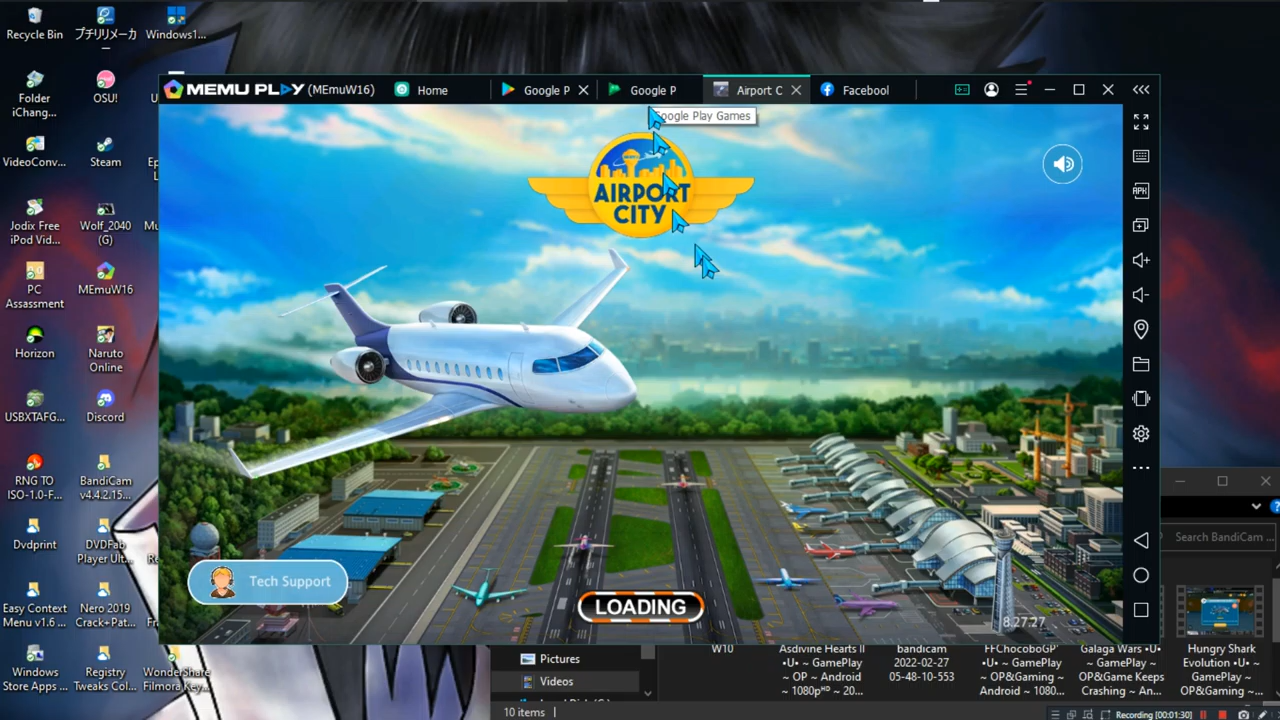 Recycle Bin
プチリリメーカー
Windows1...
Folder
iChang...
OSU!
VideoConv...
Steam
Jodix Free
iPod Vid...
Wolf_2040
(G)
PC
Assassment
MEmuW16
Horizon
Naruto
Online
USBXTAFG...
Discord
RNG TO
ISO-1.0-F...
BandiCam
v4.4.2.15...
Dvdprint
DVDFab
Player Ult...
Easy Context
Menu v1.6 ...
Nero 2019
Crack+Pat...
Windows
Store Apps ...
Registry
Tweaks Col...
WonderShare
Filmora Key...
MEMU PLAY (MEmuW16)
Home
Google P
Google P
Airport C
Facebool
Google Play Games
AIRPORT
CITY
APK
Tech Support
LOADING
8.27.27
Search BandiCam ...
Pictures
Videos
10 items
W10
Asdivine Hearts II
•U• ~ GamePlay
~ OP ~ Android
~ 1080pᴴᴰ ~ 20...
bandicam
2022-02-27
05-48-10-553
FFChocoboGP'
•U• ~ GamePlay
~ OP&Gaming ~
Android ~ 1080...
Galaga Wars •U•
~ GamePlay ~
OP&Game Keeps
Crashing ~ An...
Hungry Shark
Evolution •U• ~
GamePlay ~
OP&Gaming ~...
Recording [00:01:30]